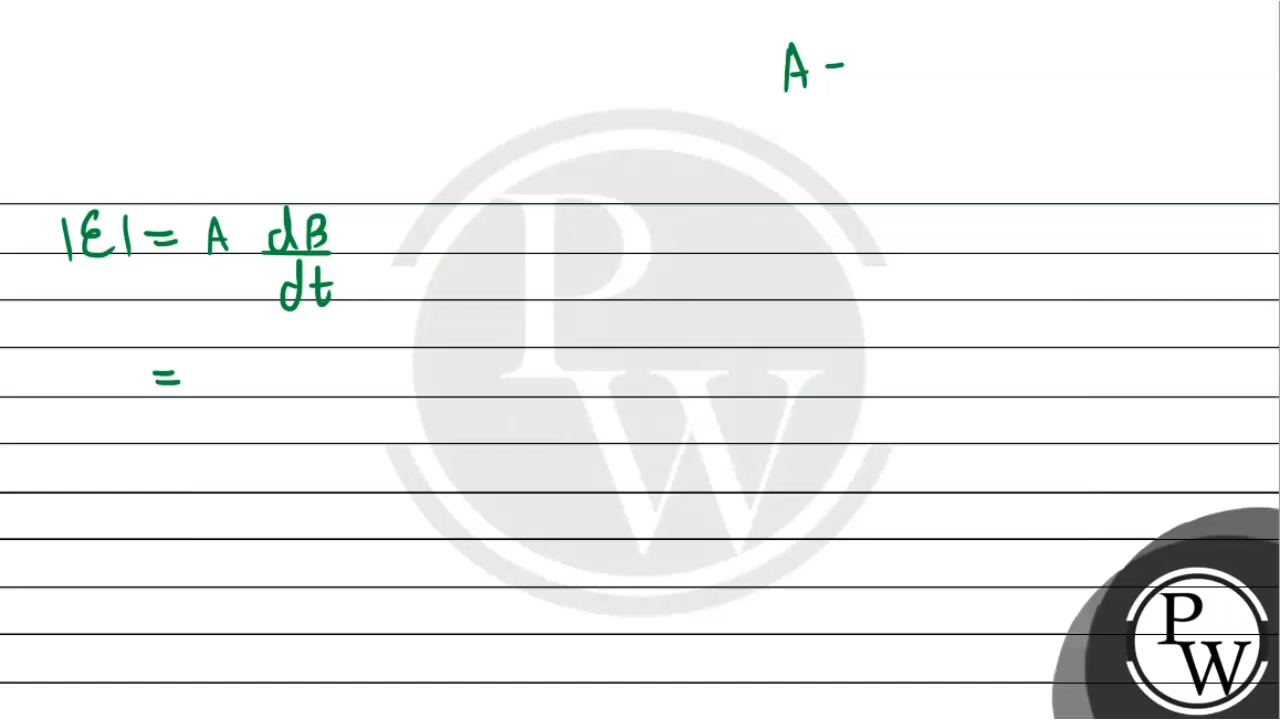 A -
|ε| = A dB/dt
=
P
W
P
W